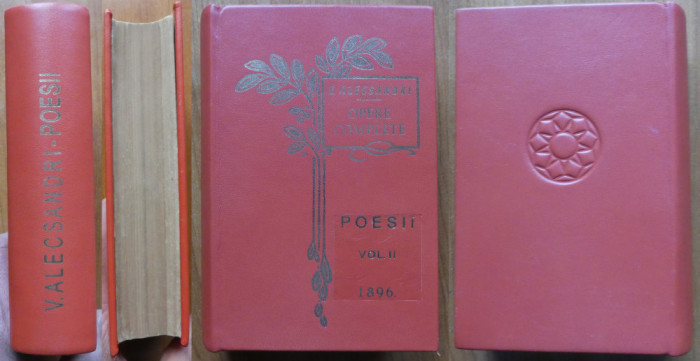 V. ALECSANDRI - POESII
V. ALECSANDRI
OPERE
COMPLETE
POESII
VOL. II
1896